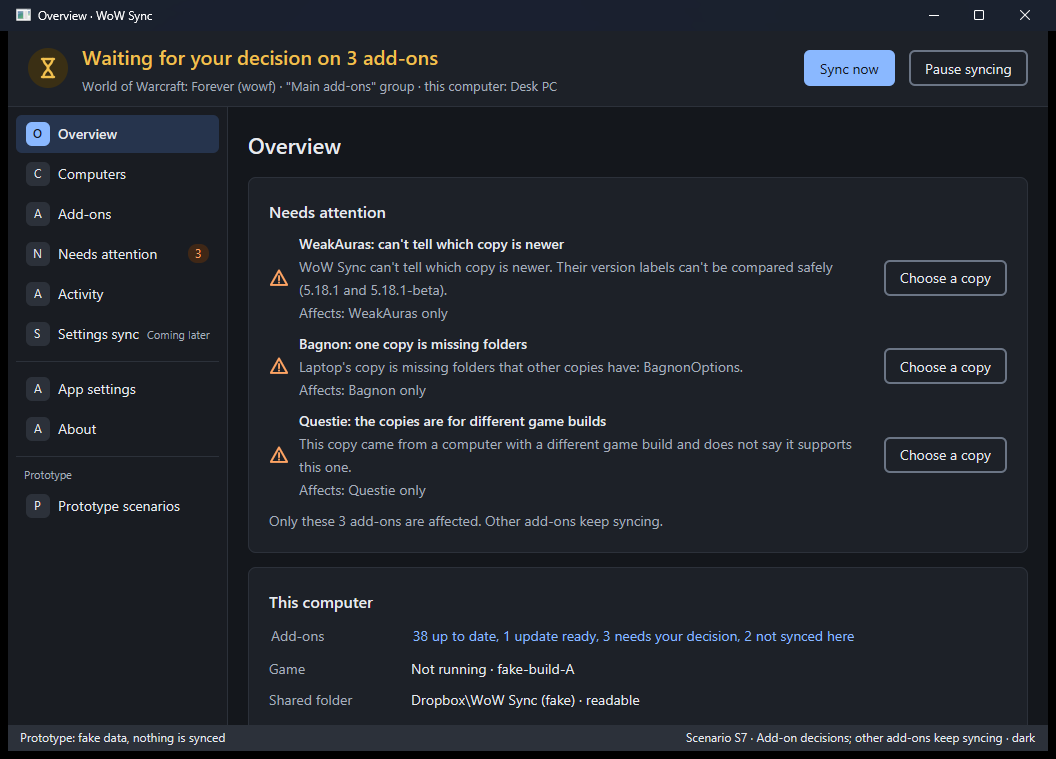 Overview · WoW Sync
Waiting for your decision on 3 add-ons
World of Warcraft: Forever (wowf) · "Main add-ons" group · this computer: Desk PC
Sync now
Pause syncing
O Overview
C Computers
A Add-ons
N Needs attention 3
A Activity
S Settings sync Coming later
A App settings
A About
Prototype
P Prototype scenarios
Overview
Needs attention
WeakAuras: can't tell which copy is newer
WoW Sync can't tell which copy is newer. Their version labels can't be compared safely
(5.18.1 and 5.18.1-beta).
Affects: WeakAuras only
Choose a copy
Bagnon: one copy is missing folders
Laptop's copy is missing folders that other copies have: BagnonOptions.
Affects: Bagnon only
Choose a copy
Questie: the copies are for different game builds
This copy came from a computer with a different game build and does not say it supports
this one.
Affects: Questie only
Choose a copy
Only these 3 add-ons are affected. Other add-ons keep syncing.
This computer
Add-ons 38 up to date, 1 update ready, 3 needs your decision, 2 not synced here
Game Not running · fake-build-A
Shared folder Dropbox\WoW Sync (fake) · readable
Prototype: fake data, nothing is synced
Scenario S7 · Add-on decisions; other add-ons keep syncing · dark